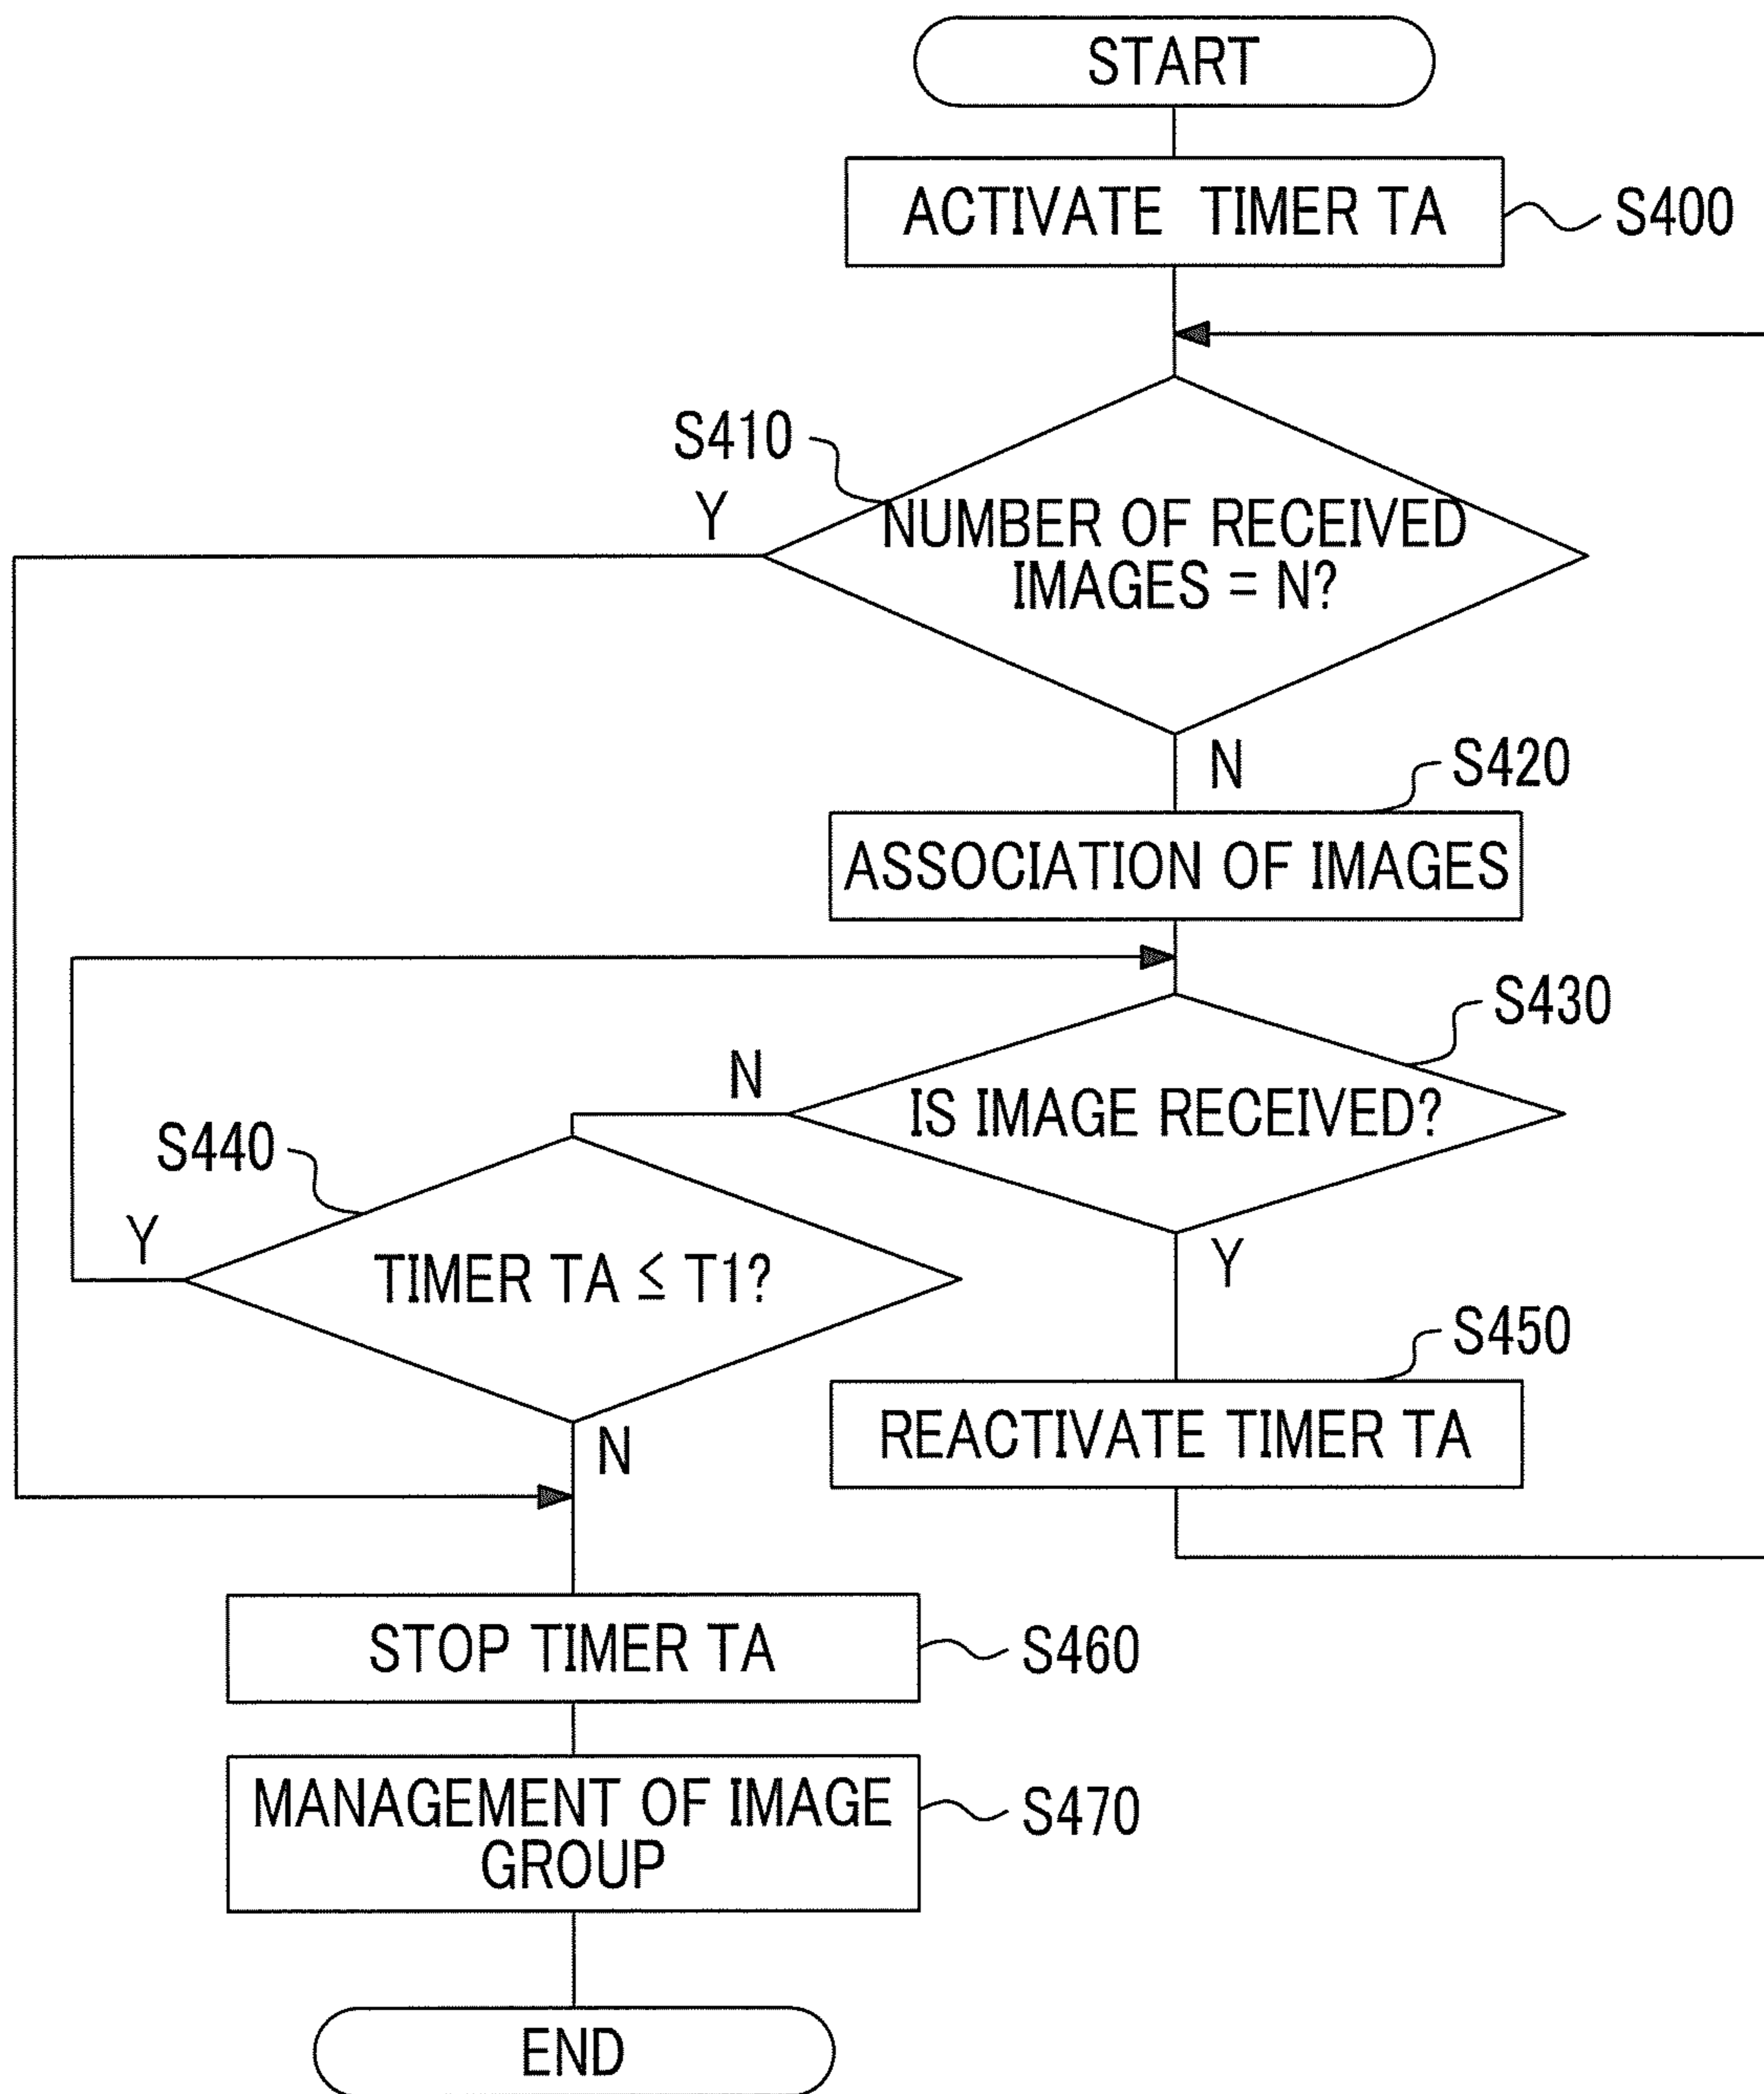 START
ACTIVATE TIMER TA
S400
S410
Y
NUMBER OF RECEIVED
IMAGES = N?
N
S420
ASSOCIATION OF IMAGES
S430
N
IS IMAGE RECEIVED?
S440
Y
TIMER TA ≤ T1?
Y
S450
N
REACTIVATE TIMER TA
STOP TIMER TA
S460
MANAGEMENT OF IMAGE
GROUP
S470
END